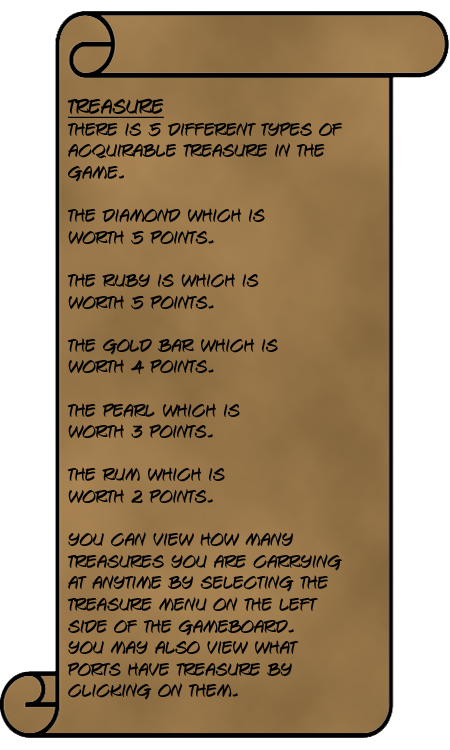 TREASURE
THERE IS 5 DIFFERENT TYPES OF
ACQUIRABLE TREASURE IN THE
GAME.
THE DIAMOND WHICH IS
WORTH 5 POINTS.
THE RUBY IS WHICH IS
WORTH 5 POINTS.
THE GOLD BAR WHICH IS
WORTH 4 POINTS.
THE PEARL WHICH IS
WORTH 3 POINTS.
THE RUM WHICH IS
WORTH 2 POINTS.
YOU CAN VIEW HOW MANY
TREASURES YOU ARE CARRYING
AT ANYTIME BY SELECTING THE
TREASURE MENU ON THE LEFT
SIDE OF THE GAMEBOARD.
YOU MAY ALSO VIEW WHAT
PORTS HAVE TREASURE BY
CLICKING ON THEM.